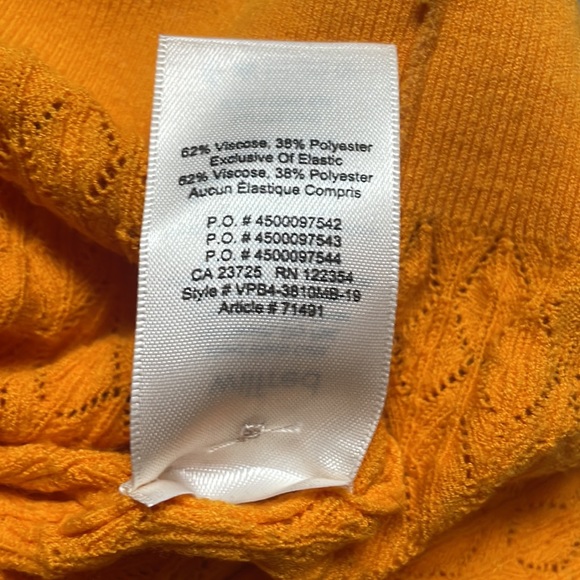 62% Viscose, 38% Polyester
Exclusive Of Elastic
62% Viscose, 38% Polyester
Aucun Élastique Compris
P.O. # 4500097542
P.O. # 4500097543
P.O. # 4500097544
CA 23725 RN 122354
Style # VPB4-3810MB-19
Article # 71491
wilfred